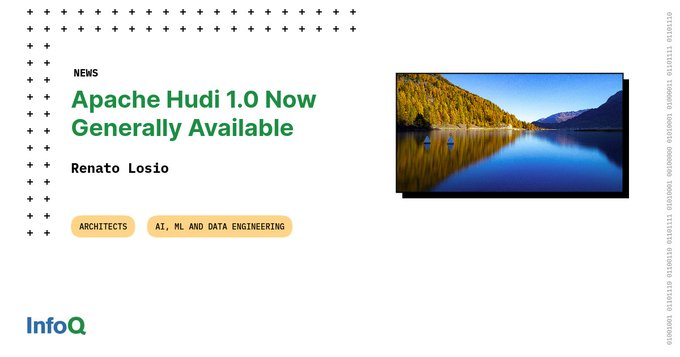 NEWS
Apache Hudi 1.0 Now
Generally Available
Renato Losio
ARCHITECTS
AI, ML AND DATA ENGINEERING
InfoQ